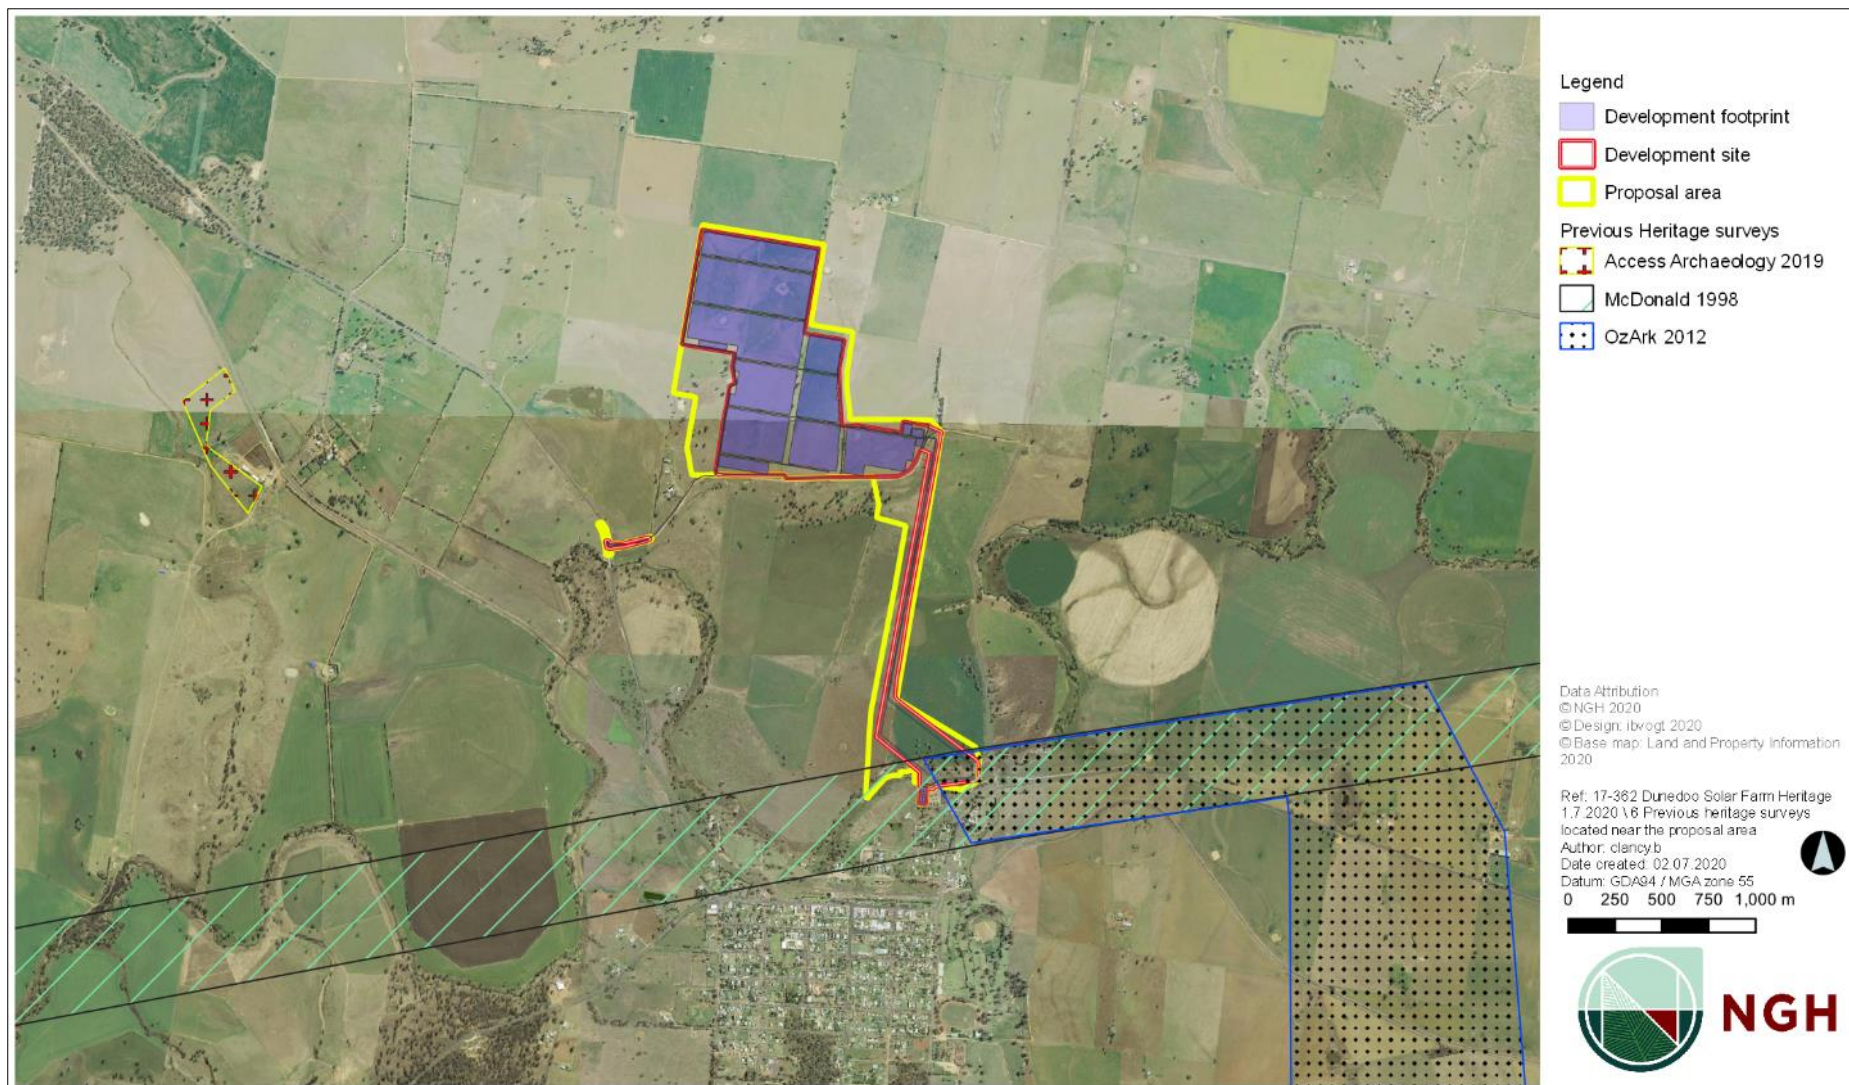 Legend
Development footprint
Development site
Proposal area
Previous Heritage surveys
Access Archaeology 2019
McDonald 1998
OzArk 2012
Data Attribution
© NGH 2020
© Design: ibvogt 2020
© Base map: Land and Property Information
2020
Ref: 17-362 Dunedoo Solar Farm Heritage
1.7.2020 \6 Previous heritage surveys
located near the proposal area
Author: clancy.b
Date created: 02.07.2020
Datum: GDA94 / MGA zone 55
0 250 500 750 1,000 m
NGH